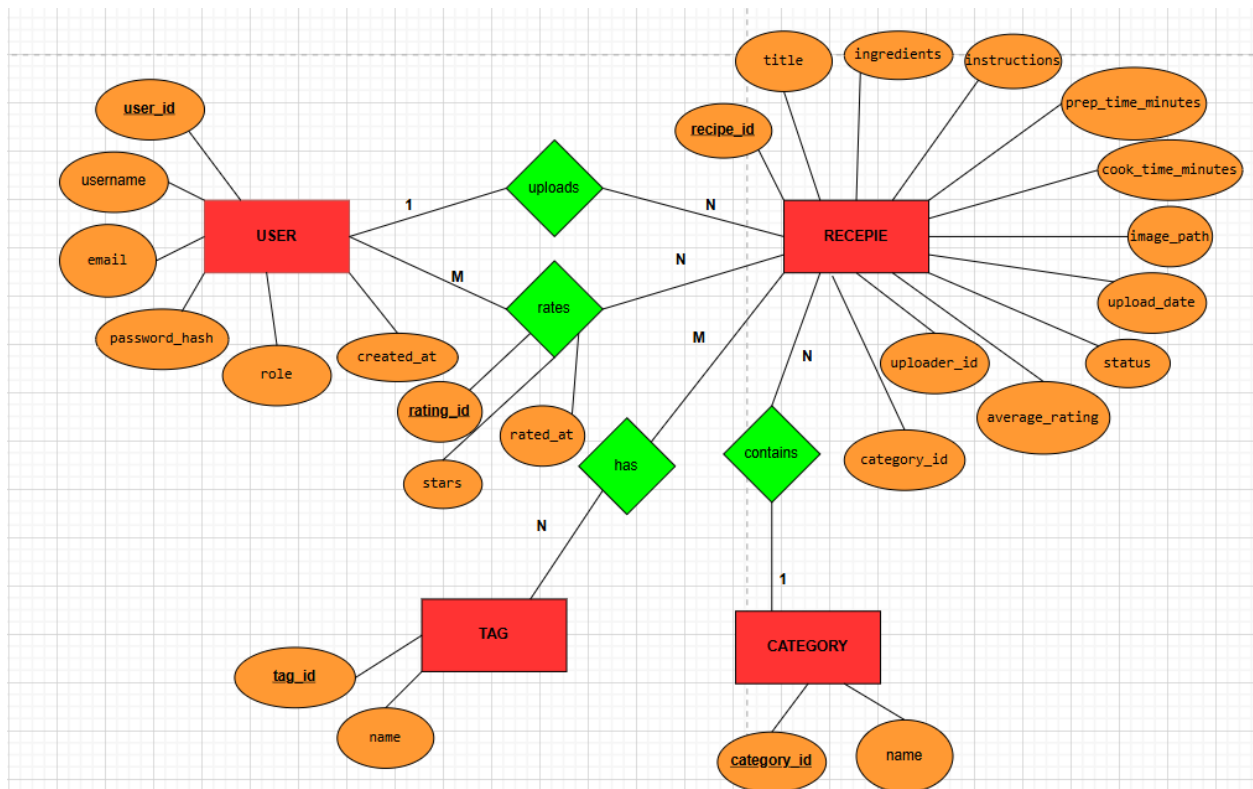 title
ingredients
instructions
user_id
recipe_id
prep_time_minutes
username
uploads
cook_time_minutes
1
N
USER
RECEPIE
image_path
email
M
N
rates
upload_date
password_hash
role
created_at
M
N
uploader_id
status
rating_id
rated_at
average_rating
stars
has
contains
category_id
N
1
TAG
CATEGORY
tag_id
name
category_id
name